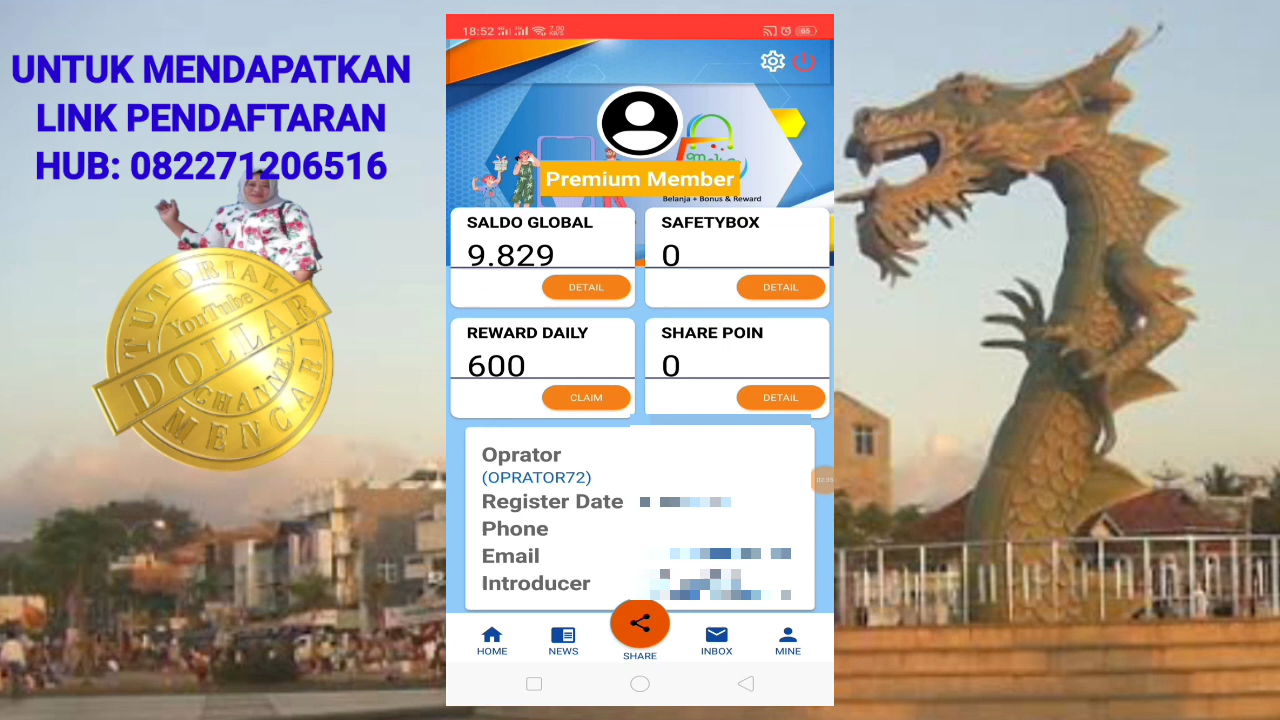 UNTUK MENDAPATKAN
LINK PENDAFTARAN
HUB: 082271206516
TUTORIAL
YouTube
DOLLAR
CHANNEL
MENCARI
18:52
65
Premium Member
Belanja + Bonus & Reward
SALDO GLOBAL
9.829
DETAIL
SAFETYBOX
0
DETAIL
REWARD DAILY
600
CLAIM
SHARE POIN
0
DETAIL
Oprator
(OPRATOR72)
Register Date
Phone
Email
Introducer
HOME
NEWS
SHARE
INBOX
MINE